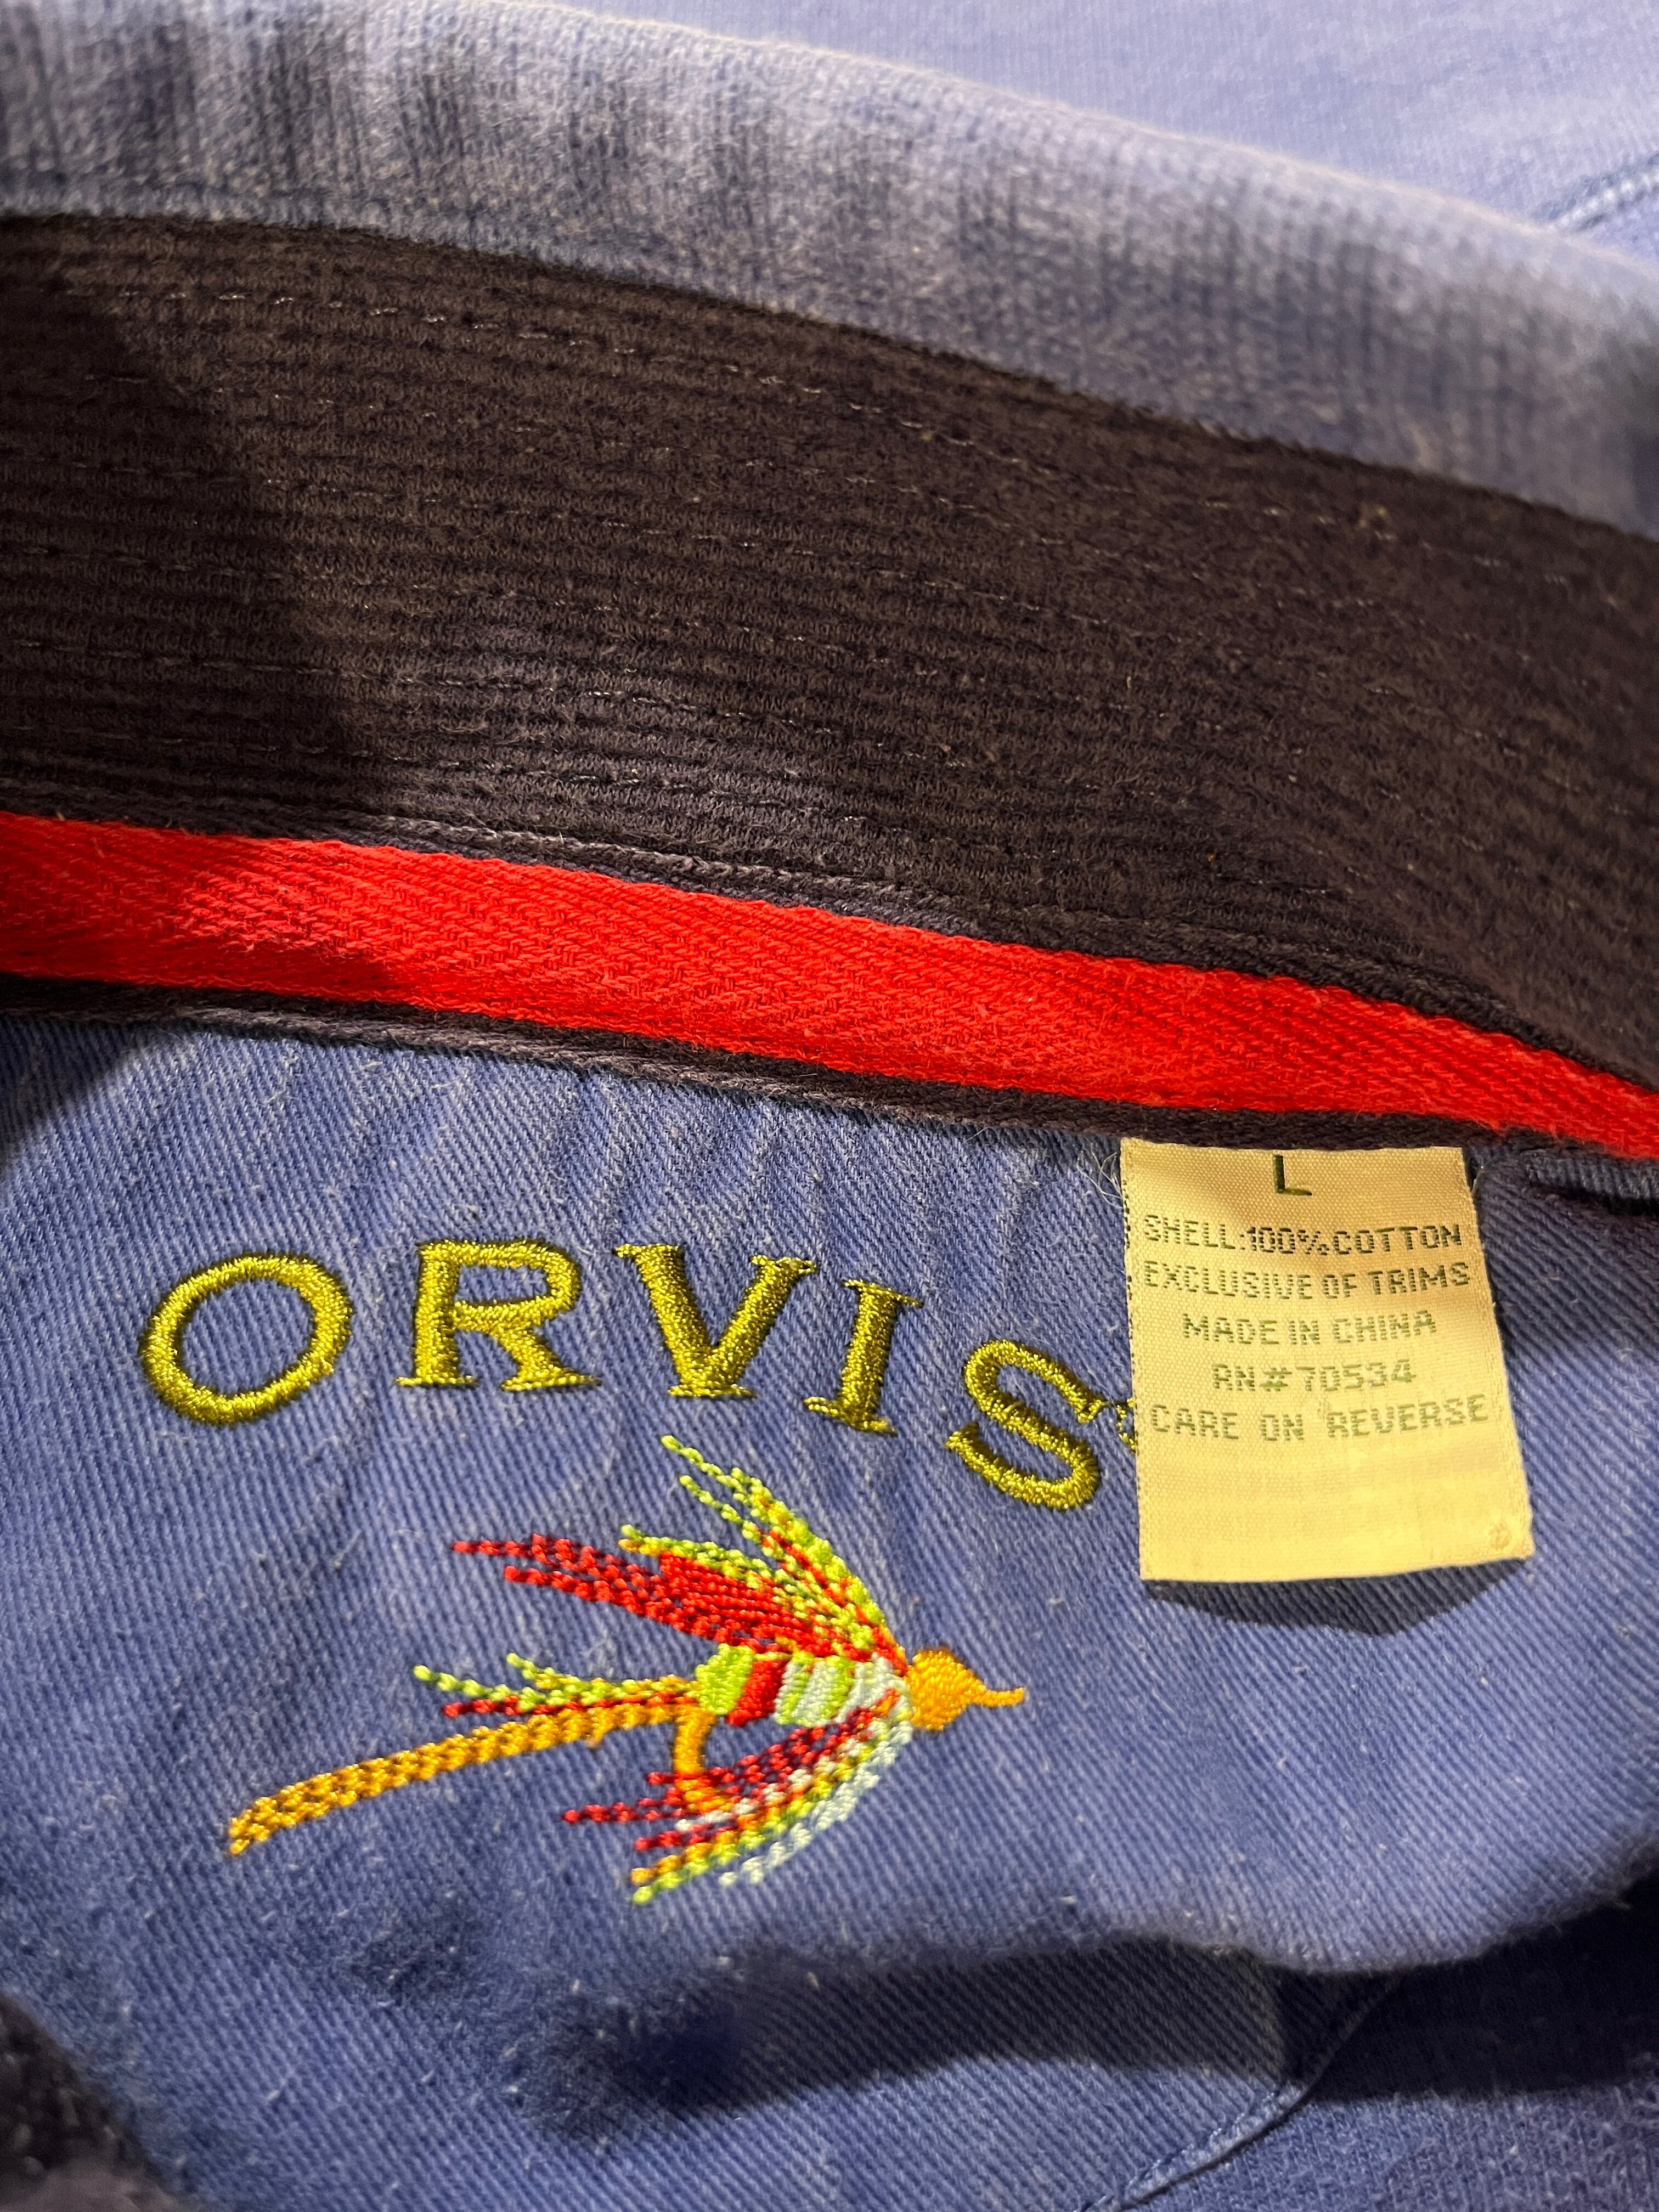 ORVIS
L
SHELL:100%COTTON
EXCLUSIVE OF TRIMS
MADE IN CHINA
RN#70534
CARE ON REVERSE